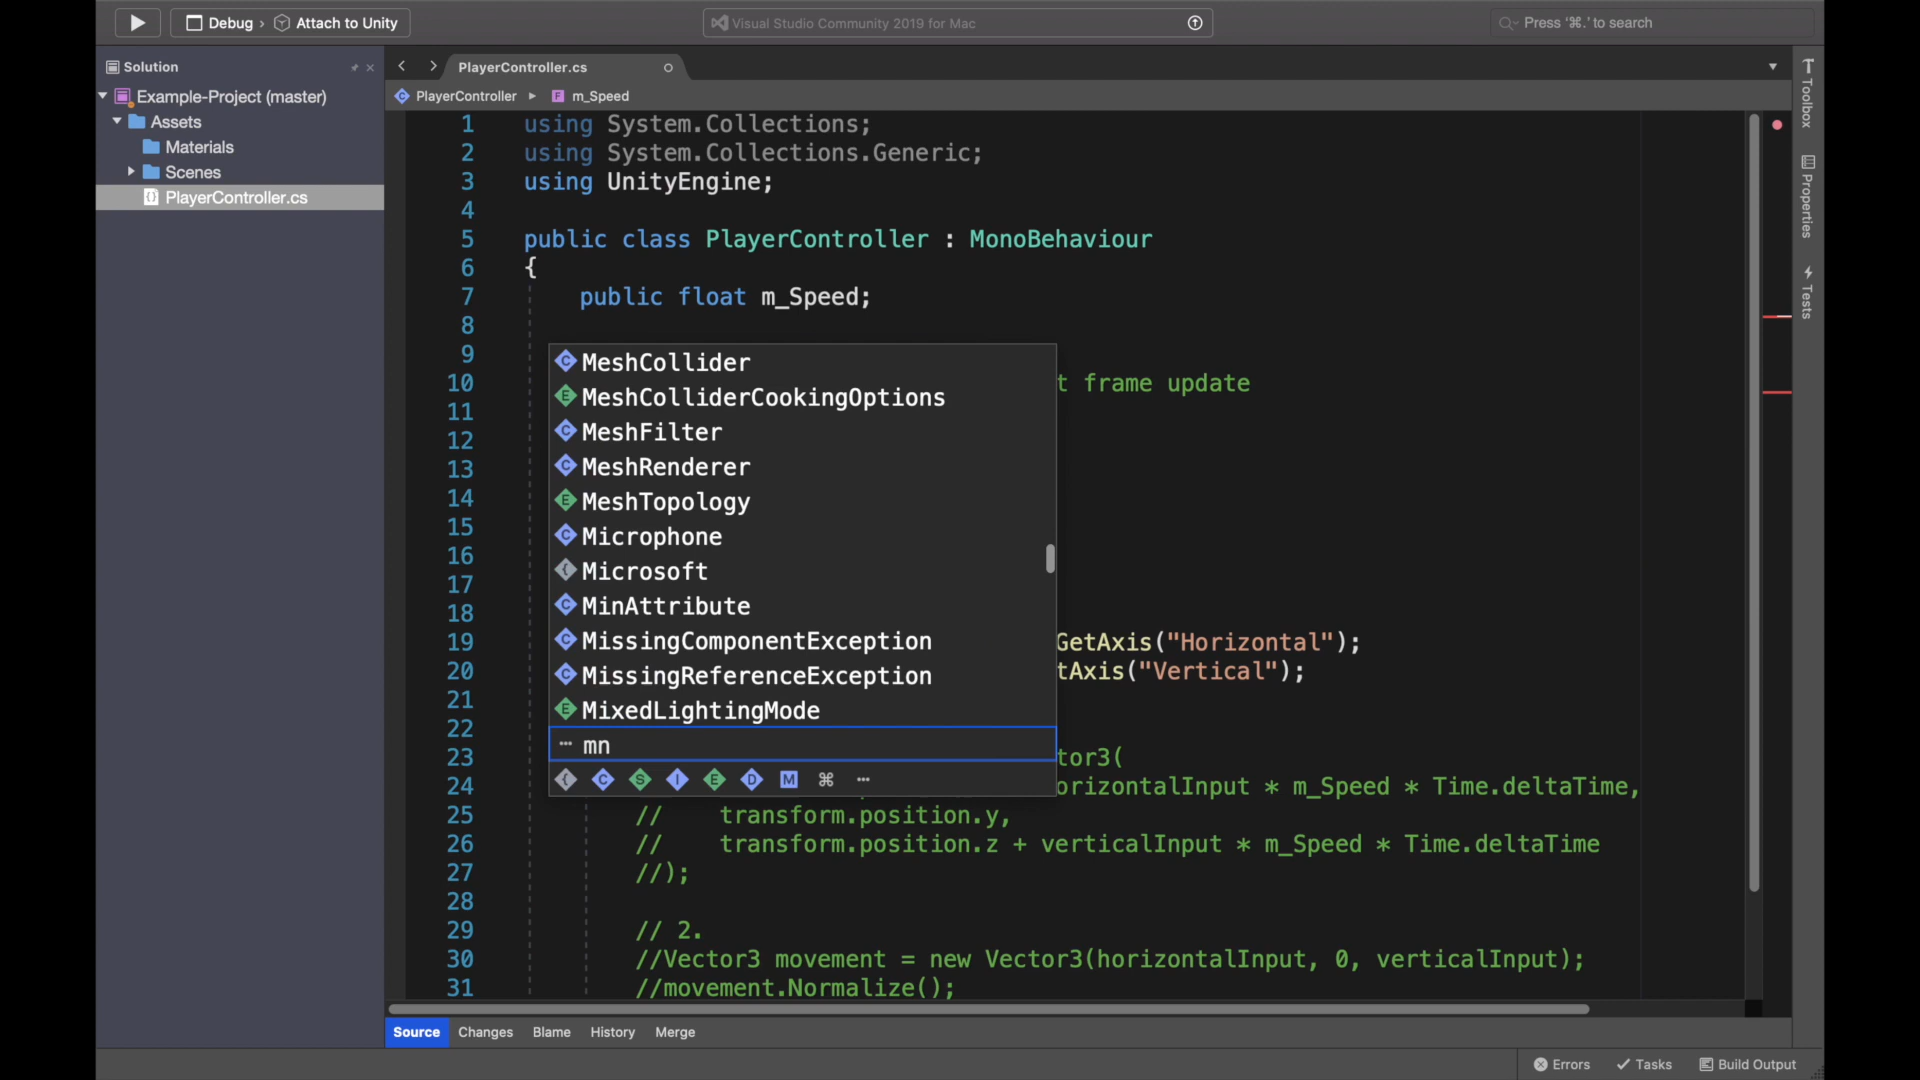 Debug › Attach to Unity
Visual Studio Community 2019 for Mac
Press ‘⌘.’ to search
Solution
Example-Project (master)
Assets
Materials
Scenes
PlayerController.cs
PlayerController.cs
PlayerController ▸ F m_Speed
1 using System.Collections;
2 using System.Collections.Generic;
3 using UnityEngine;
4
5 public class PlayerController : MonoBehaviour
6 {
7 public float m_Speed;
8
9
10 t frame update
11
12
13
14
15
16
17
18
19 GetAxis("Horizontal");
20 tAxis("Vertical");
21
22
23 tor3(
24 orizontalInput * m_Speed * Time.deltaTime,
25 // transform.position.y,
26 // transform.position.z + verticalInput * m_Speed * Time.deltaTime
27 //);
28
29 // 2.
30 //Vector3 movement = new Vector3(horizontalInput, 0, verticalInput);
31 //movement.Normalize();
C MeshCollider
E MeshColliderCookingOptions
C MeshFilter
C MeshRenderer
E MeshTopology
C Microphone
{ Microsoft
C MinAttribute
C MissingComponentException
C MissingReferenceException
E MixedLightingMode
··· mn
{ C S I E D M ⌘ ···
Toolbox
Properties
Tests
Source Changes Blame History Merge
Errors Tasks Build Output